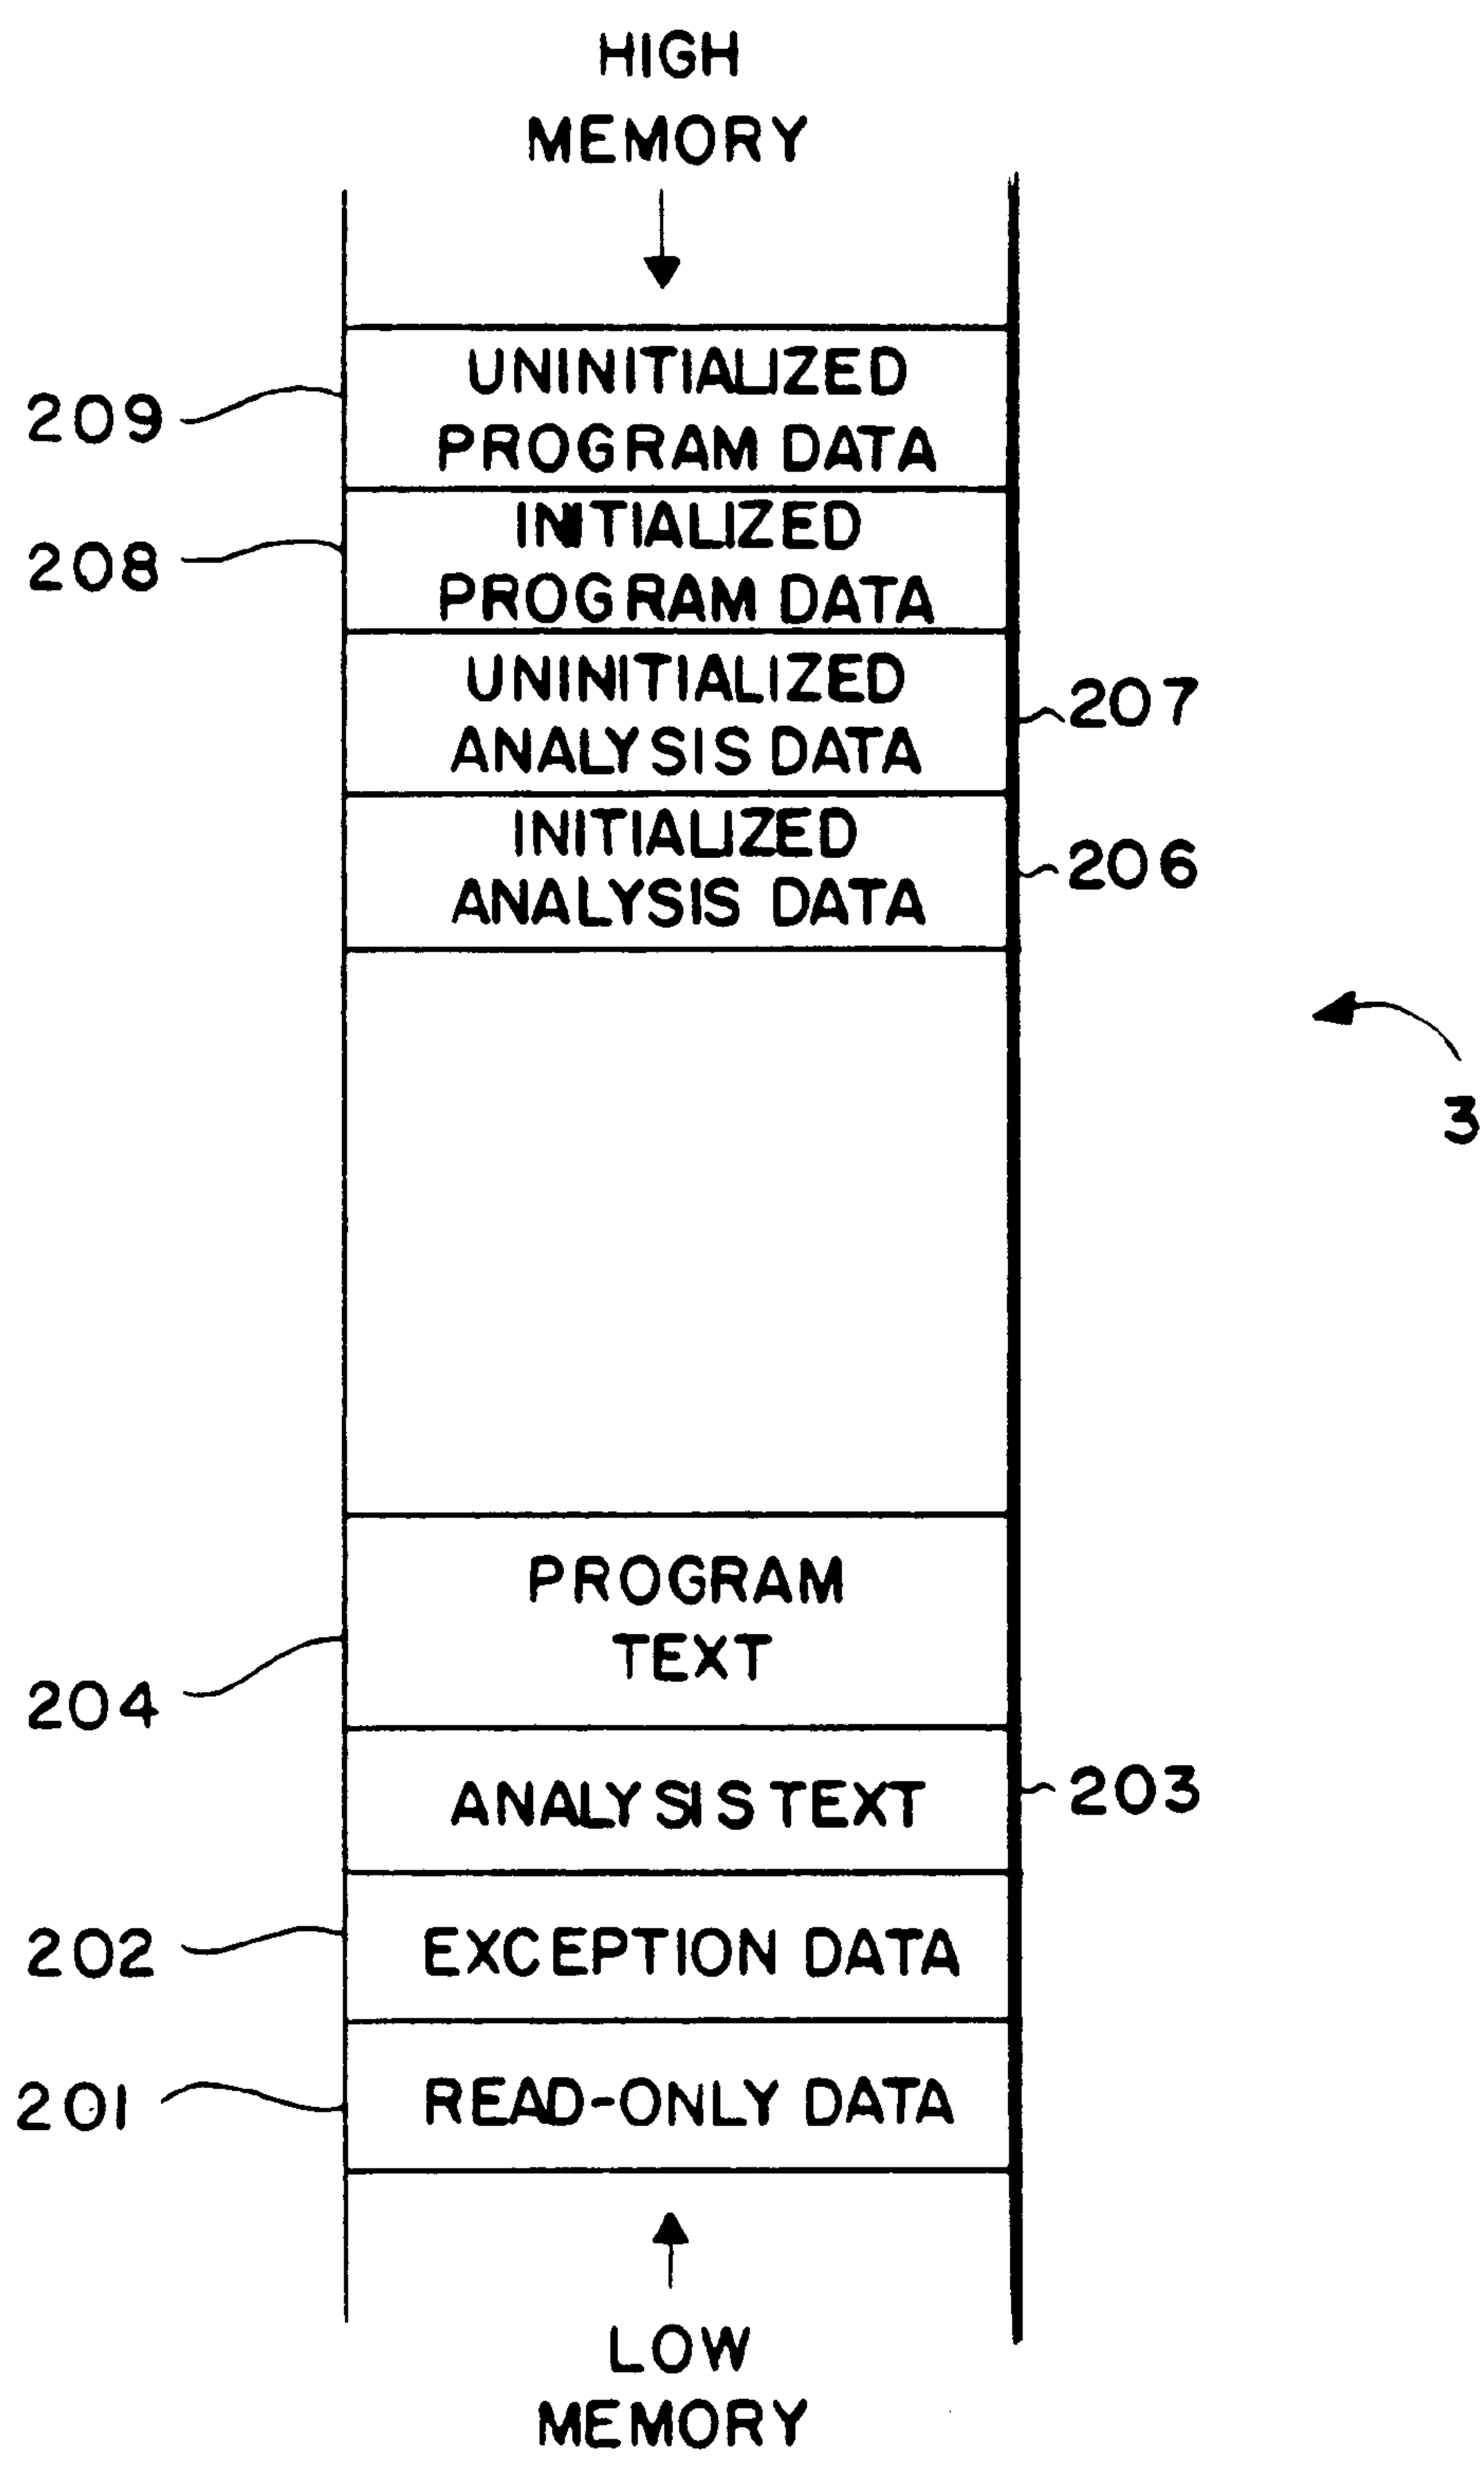 HIGH
MEMORY
209
UNINITIALIZED
PROGRAM DATA
208
INITIALIZED
PROGRAM DATA
UNINITIALIZED
ANALYSIS DATA
207
INITIALIZED
ANALYSIS DATA
206
3
PROGRAM
TEXT
204
ANALYSIS TEXT
203
202
EXCEPTION DATA
201
READ-ONLY DATA
LOW
MEMORY